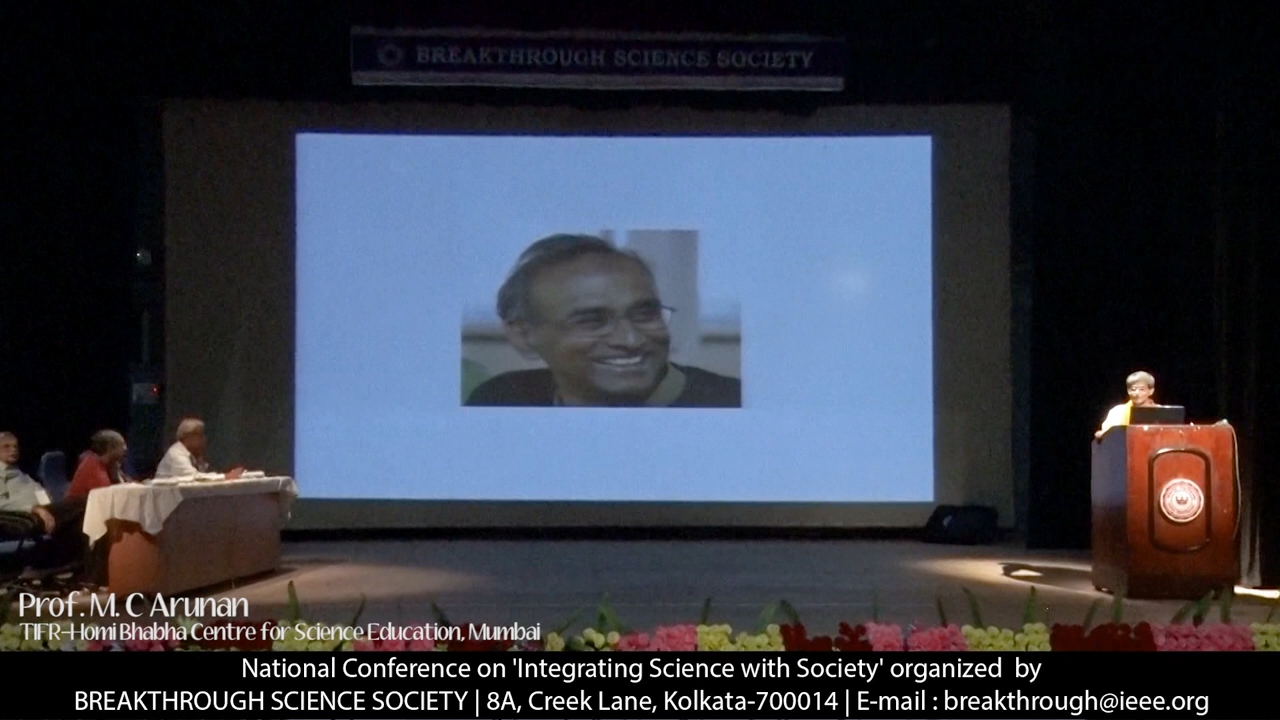 BREAKTHROUGH SCIENCE SOCIETY
Prof. M. C Arunan
TIFR-Homi Bhabha Centre for Science Education, Mumbai
National Conference on 'Integrating Science with Society' organized by
BREAKTHROUGH SCIENCE SOCIETY | 8A, Creek Lane, Kolkata-700014 | E-mail : breakthrough@ieee.org